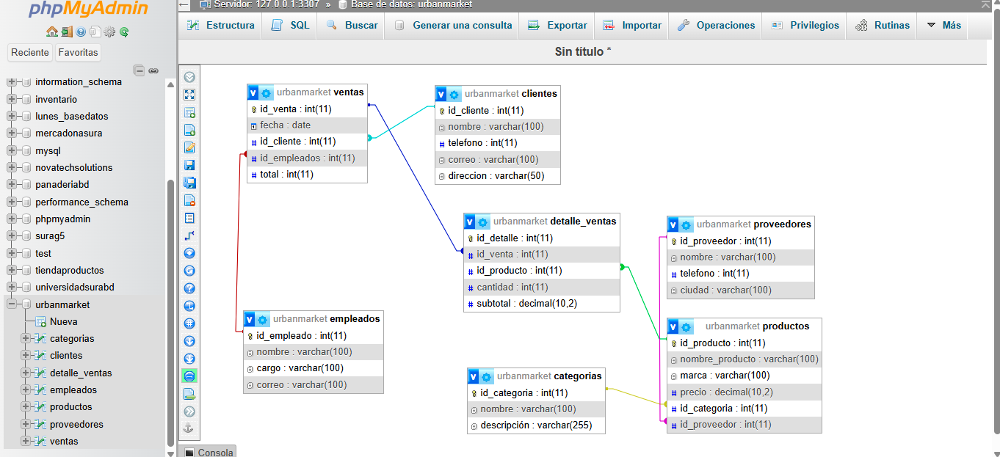 phpMyAdmin
Reciente Favoritas
information_schema
inventario
lunes_basedatos
mercadonasura
mysql
novatechsolutions
panaderiabd
performance_schema
phpmyadmin
surag5
test
tiendaproductos
universidadsurabd
urbanmarket
Nueva
categorias
clientes
detalle_ventas
empleados
productos
proveedores
ventas
Servidor: 127.0.0.1:3307 » Base de datos: urbanmarket
Estructura SQL Buscar Generar una consulta Exportar Importar Operaciones Privilegios Rutinas Más
Sin título *
V urbanmarket ventas
id_venta : int(11)
fecha : date
# id_cliente : int(11)
# id_empleados : int(11)
# total : int(11)
V urbanmarket clientes
id_cliente : int(11)
nombre : varchar(100)
# telefono : int(11)
correo : varchar(100)
direccion : varchar(50)
V urbanmarket detalle_ventas
id_detalle : int(11)
# id_venta : int(11)
# id_producto : int(11)
# cantidad : int(11)
# subtotal : decimal(10,2)
V urbanmarket proveedores
id_proveedor : int(11)
nombre : varchar(100)
# telefono : int(11)
ciudad : varchar(100)
V urbanmarket empleados
id_empleado : int(11)
nombre : varchar(100)
cargo : varchar(100)
correo : varchar(100)
V urbanmarket productos
id_producto : int(11)
nombre_producto : varchar(100)
marca : varchar(100)
# precio : decimal(10,2)
# id_categoria : int(11)
# id_proveedor : int(11)
V urbanmarket categorias
id_categoria : int(11)
nombre : varchar(100)
descripción : varchar(255)
Consola